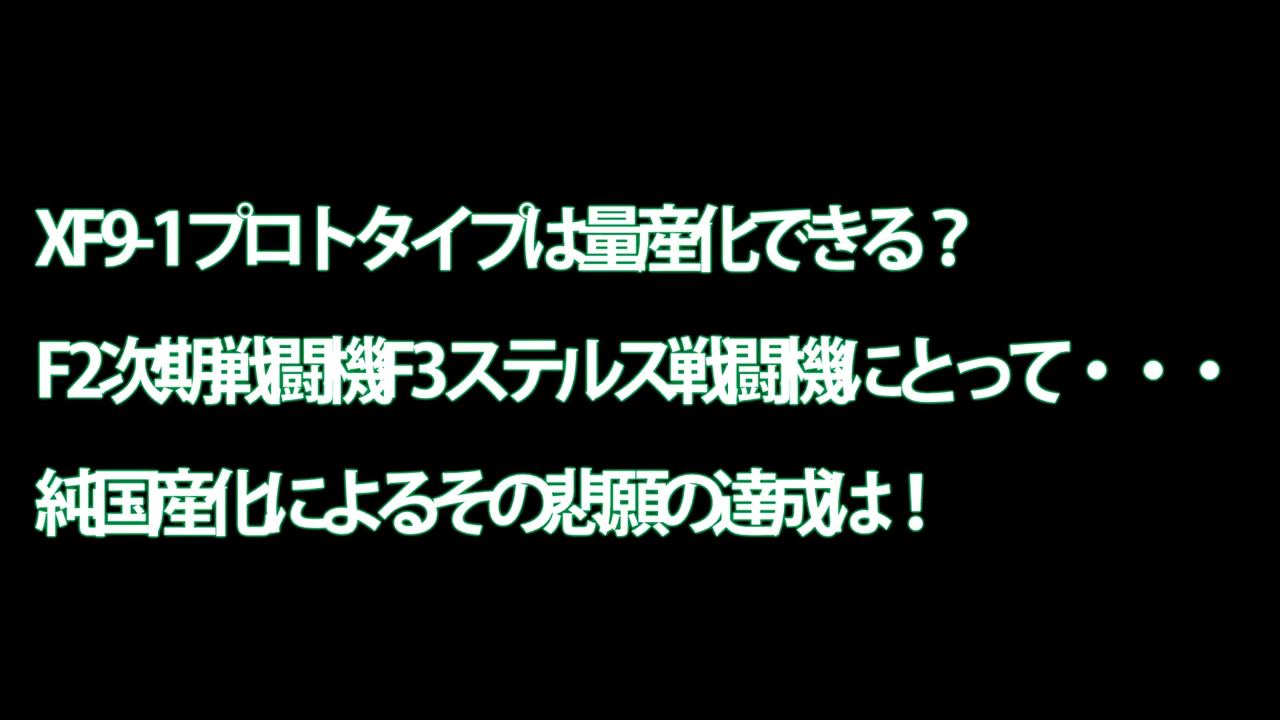 XF9-1プロトタイプは量産化できる？
F2次期戦闘機F3ステルス戦闘機にとって・・・
純国産化によるその悲願の達成は！